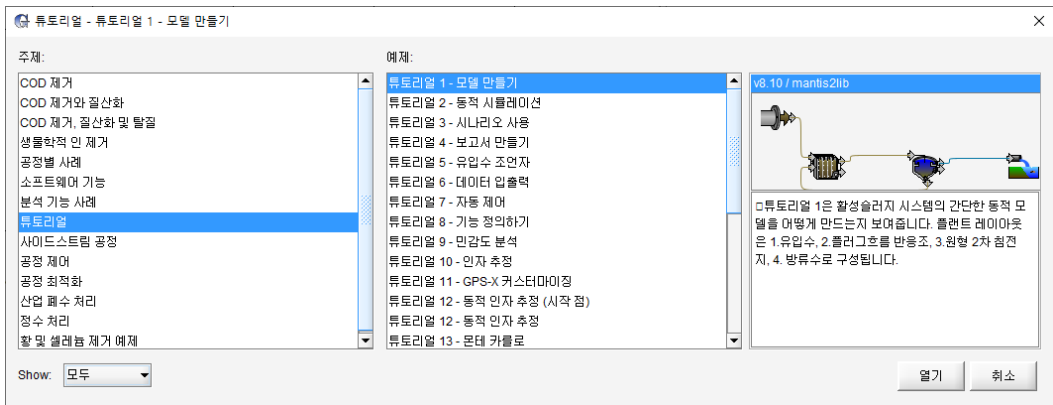 튜토리얼 - 튜토리얼 1 - 모델 만들기
주제:
COD 제거
COD 제거와 질산화
COD 제거, 질산화 및 탈질
생물학적 인 제거
공정별 사례
소프트웨어 기능
분석 기능 사례
튜토리얼
사이드스트림 공정
공정 제어
공정 최적화
산업 폐수 처리
정수 처리
황 및 셀레늄 제거 예제
예제:
튜토리얼 1 - 모델 만들기
튜토리얼 2 - 동적 시뮬레이션
튜토리얼 3 - 시나리오 사용
튜토리얼 4 - 보고서 만들기
튜토리얼 5 - 유입수 조언자
튜토리얼 6 - 데이터 입출력
튜토리얼 7 - 자동 제어
튜토리얼 8 - 기능 정의하기
튜토리얼 9 - 민감도 분석
튜토리얼 10 - 인자 추정
튜토리얼 11 - GPS-X 커스터마이징
튜토리얼 12 - 동적 인자 추정 (시작 점)
튜토리얼 12 - 동적 인자 추정
튜토리얼 13 - 몬테 카를로
v8.10 / mantis2lib
□튜토리얼 1은 활성슬러지 시스템의 간단한 동적 모
델을 어떻게 만드는지 보여줍니다. 플랜트 레이아웃
은 1.유입수, 2.플러그흐름 반응조, 3.원형 2차 침전
지, 4. 방류수로 구성됩니다.
Show: 모두
열기
취소